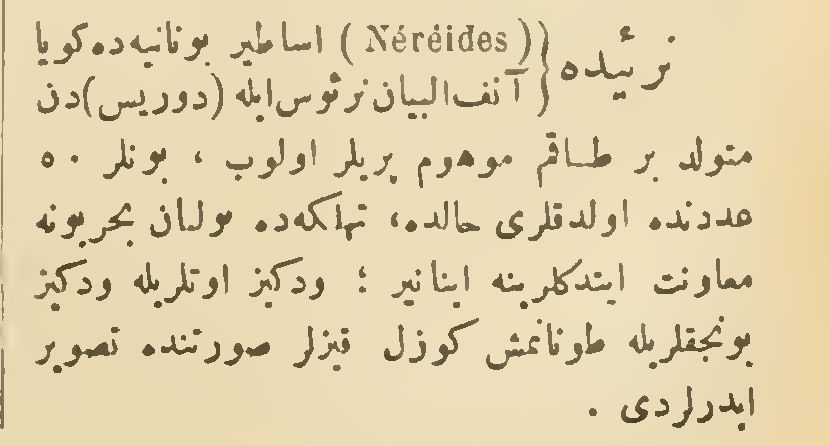 نرئیده { (Néréides) اساطیر یونانیه‌ده کویا
آنف‌البیان نرئوس ایله (دوریس) دن
متولد بر طاقم موهوم پریلر اولوب ، بونلر ٥٠
عددنده اولدقلری حالده، تهلکه‌ده بولنان بحریونه
معاونت ایتدکلرینه اینانیر ؛ ودکیز اوتلریله ودکیز
بونجقلریله طونانمش کوزل قیزلر صورتنده تصویر
ایدرلردی .